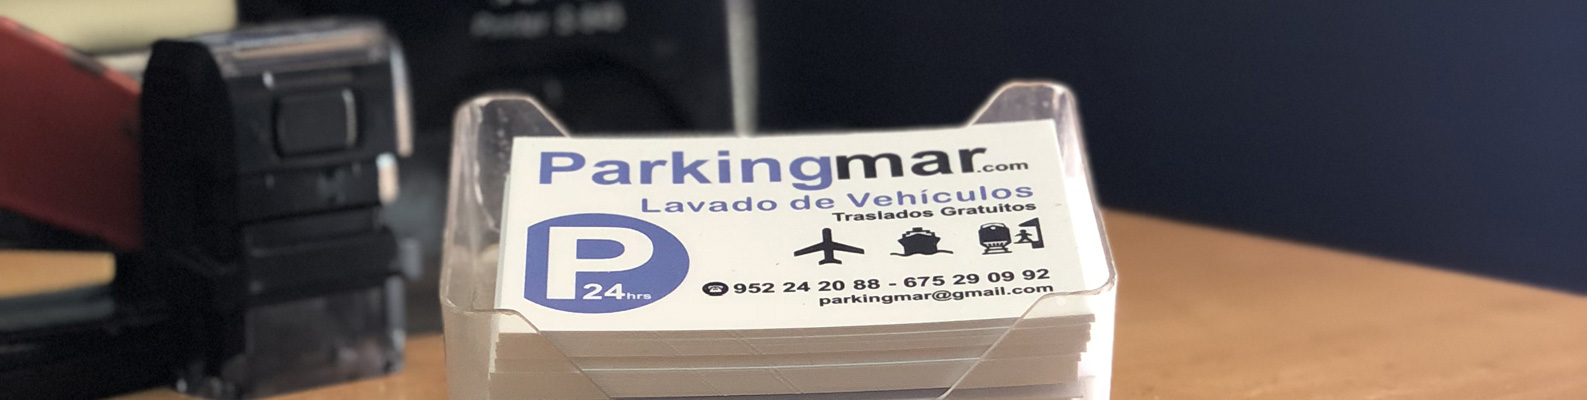 Parkingmar.com
Lavado de Vehículos
Traslados Gratuitos
P
24hrs
952 24 20 88 - 675 29 09 92
parkingmar@gmail.com